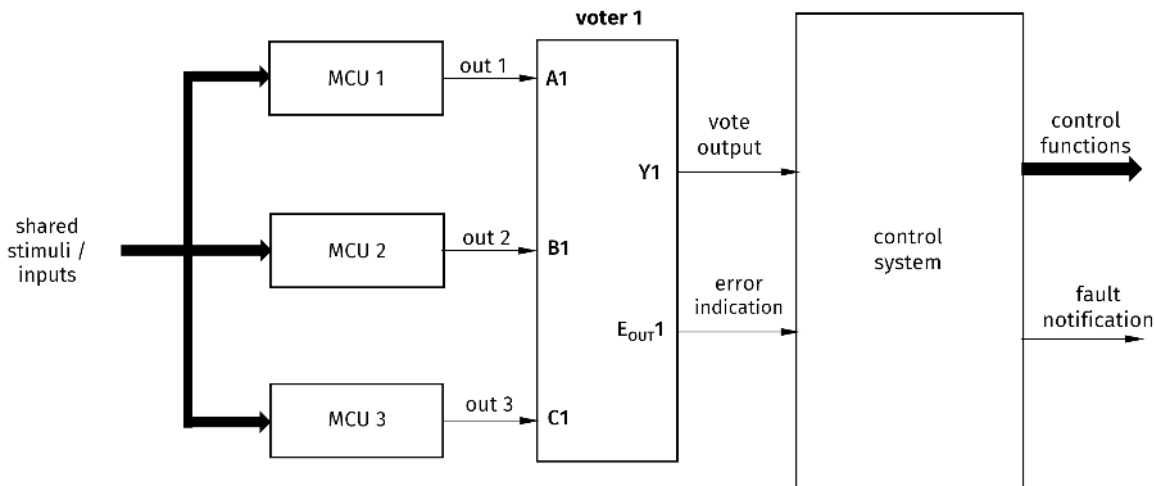 voter 1
MCU 1
out 1
A1
vote
output
Y1
control
functions
shared
stimuli /
inputs
MCU 2
out 2
B1
control
system
error
indication
E_OUT1
fault
notification
MCU 3
out 3
C1